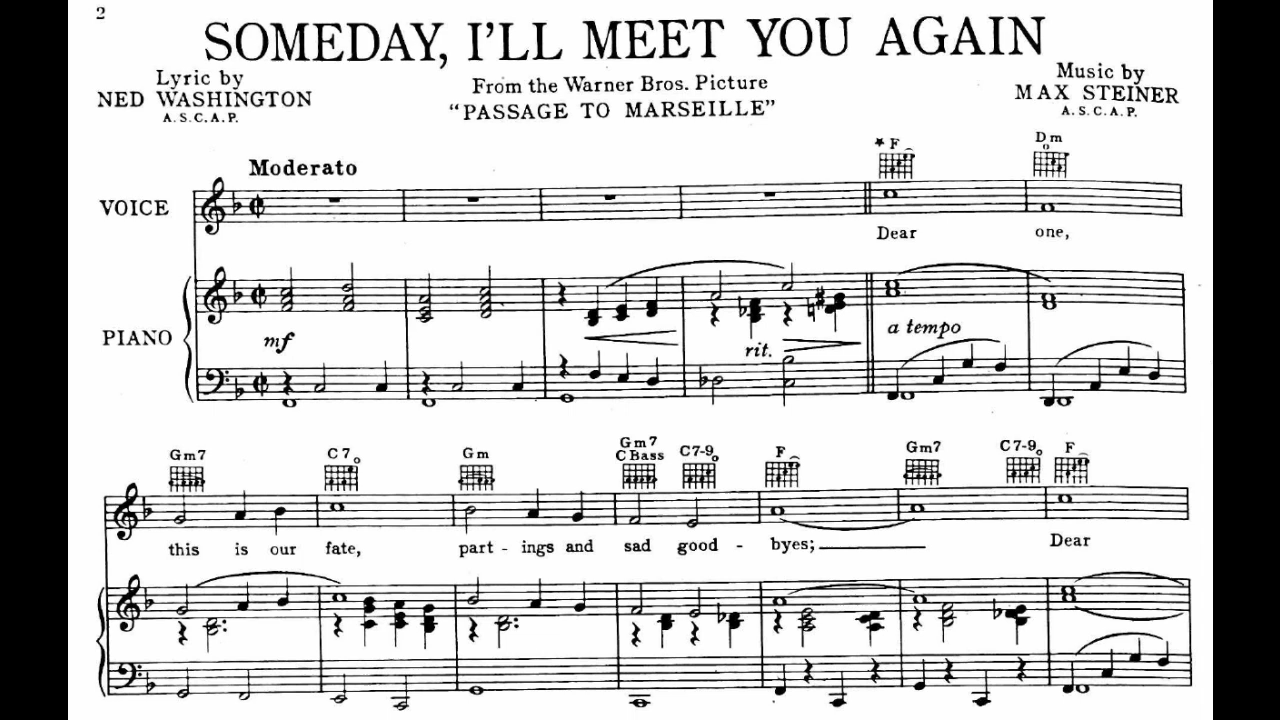 2
SOMEDAY, I'LL MEET YOU AGAIN
Lyric by
NED WASHINGTON
A.S.C.A.P.
From the Warner Bros. Picture
"PASSAGE TO MARSEILLE"
Music by
MAX STEINER
A.S.C.A.P.
Moderato
* F Dm
VOICE
Dear one,
PIANO
mf rit. a tempo
Gm7 C7 Gm Gm7 C Bass C7-9 F Gm7 C7-9 F
this is our fate, part - ings and sad good - byes; Dear